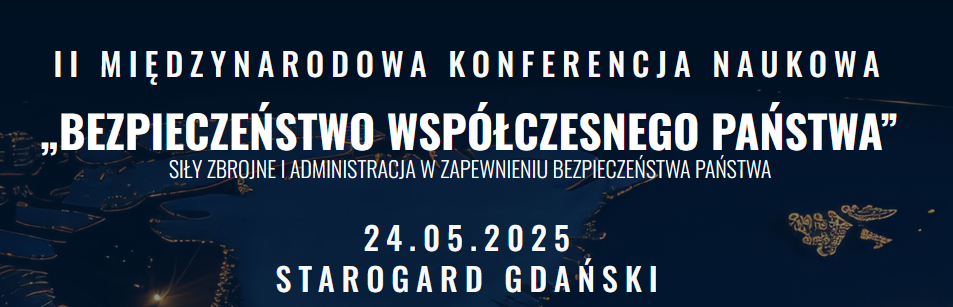 II MIĘDZYNARODOWA KONFERENCJA NAUKOWA
„BEZPIECZEŃSTWO WSPÓŁCZESNEGO PAŃSTWA”
SIŁY ZBROJNE I ADMINISTRACJA W ZAPEWNIENIU BEZPIECZEŃSTWA PAŃSTWA
24.05.2025
STAROGARD GDAŃSKI